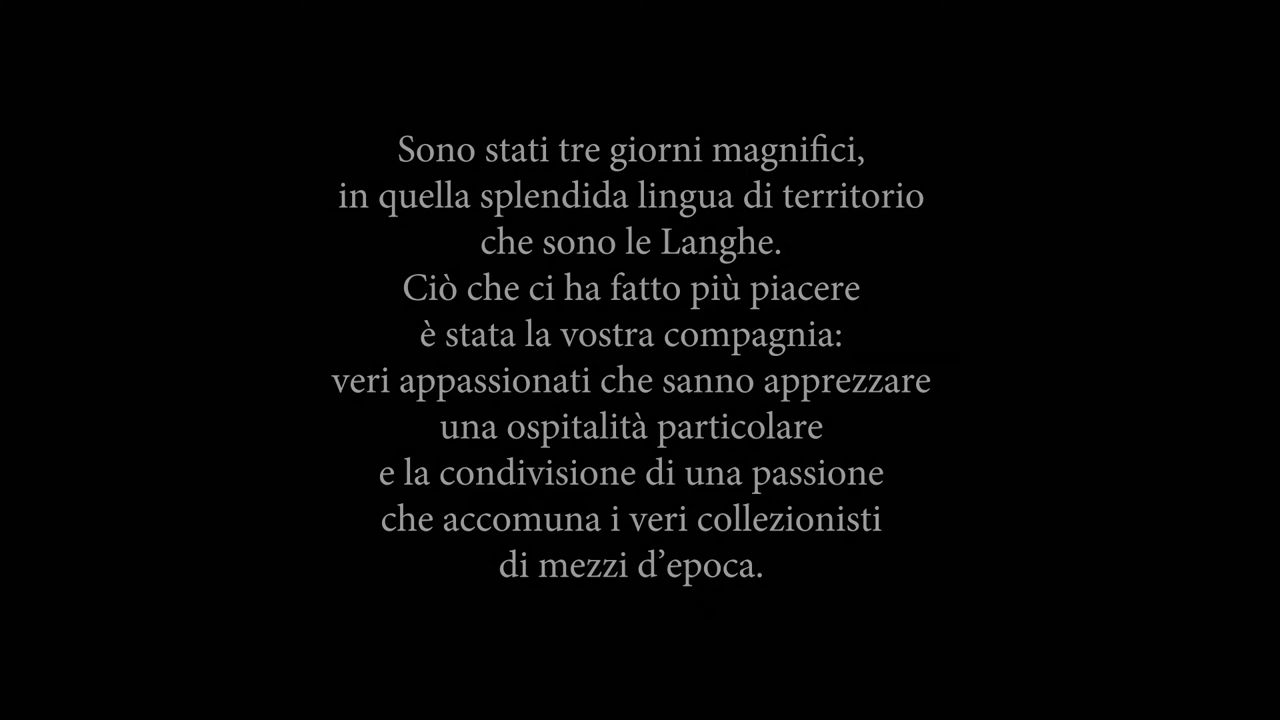 Sono stati tre giorni magnifici,
in quella splendida lingua di territorio
che sono le Langhe.
Ciò che ci ha fatto più piacere
è stata la vostra compagnia:
veri appassionati che sanno apprezzare
una ospitalità particolare
e la condivisione di una passione
che accomuna i veri collezionisti
di mezzi d’epoca.